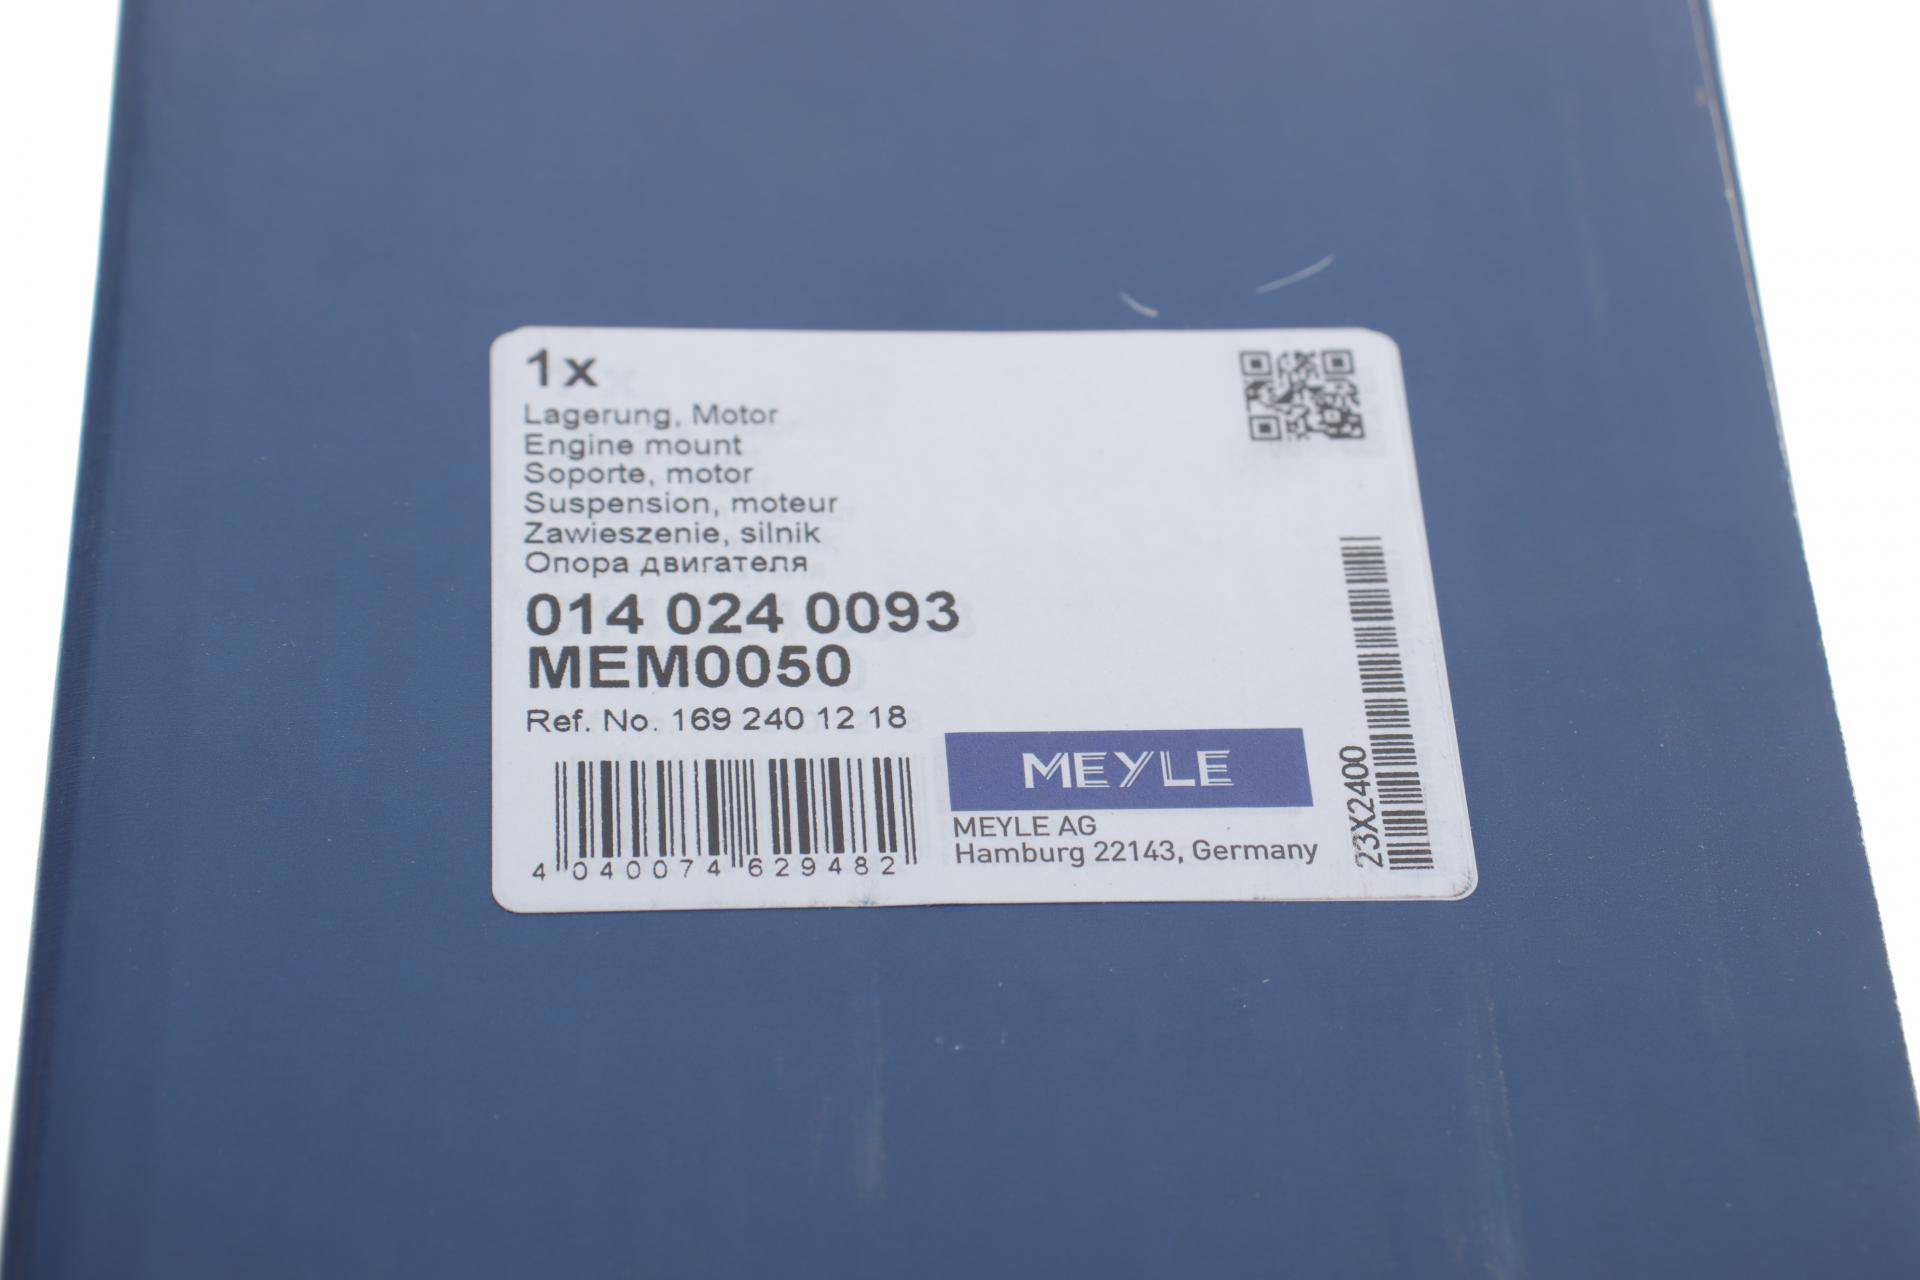 1x
Lagerung, Motor
Engine mount
Soporte, motor
Suspension, moteur
Zawieszenie, silnik
Опора двигателя
014 024 0093
MEM0050
Ref. No. 169 240 12 18
4 040074 629482
MEYLE
MEYLE AG
Hamburg 22143, Germany
23X2400